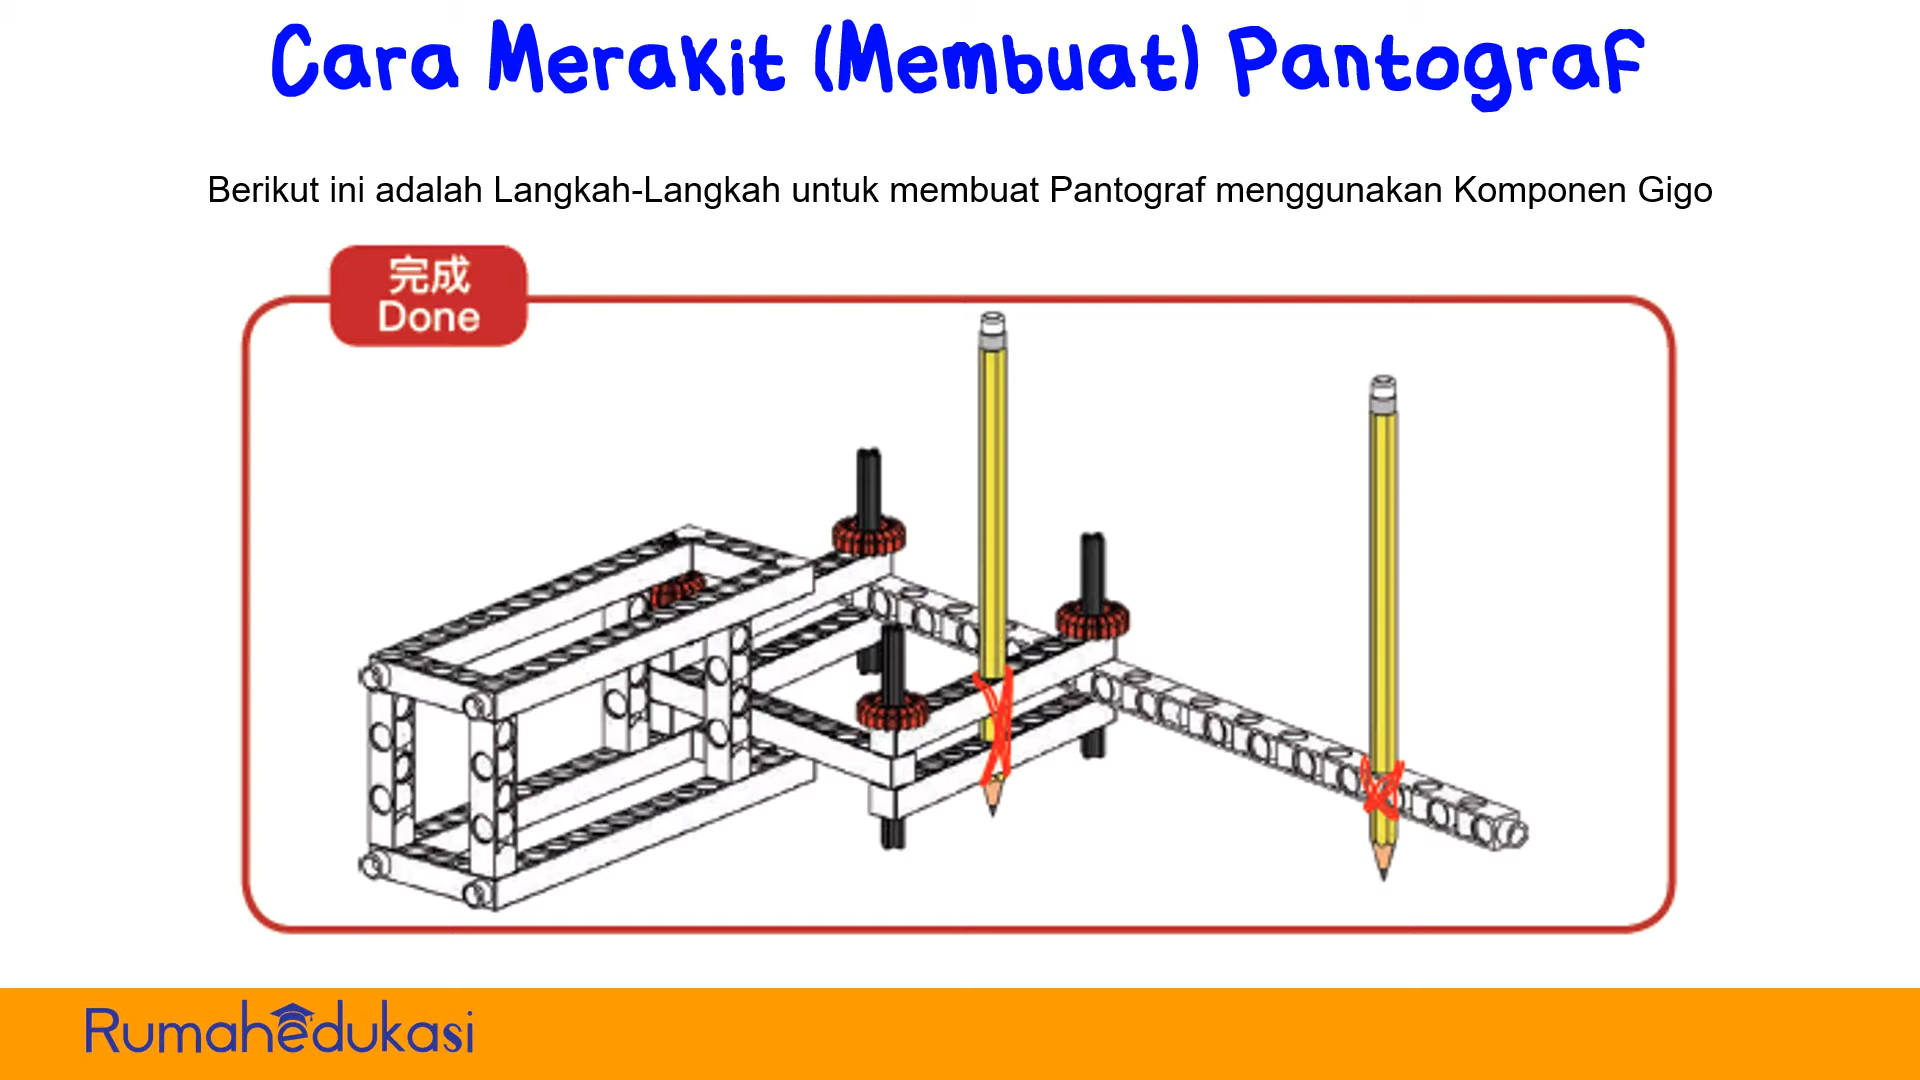 Cara Merakit (Membuat) Pantograf
Berikut ini adalah Langkah-Langkah untuk membuat Pantograf menggunakan Komponen Gigo
完成
Done
Rumahedukasi